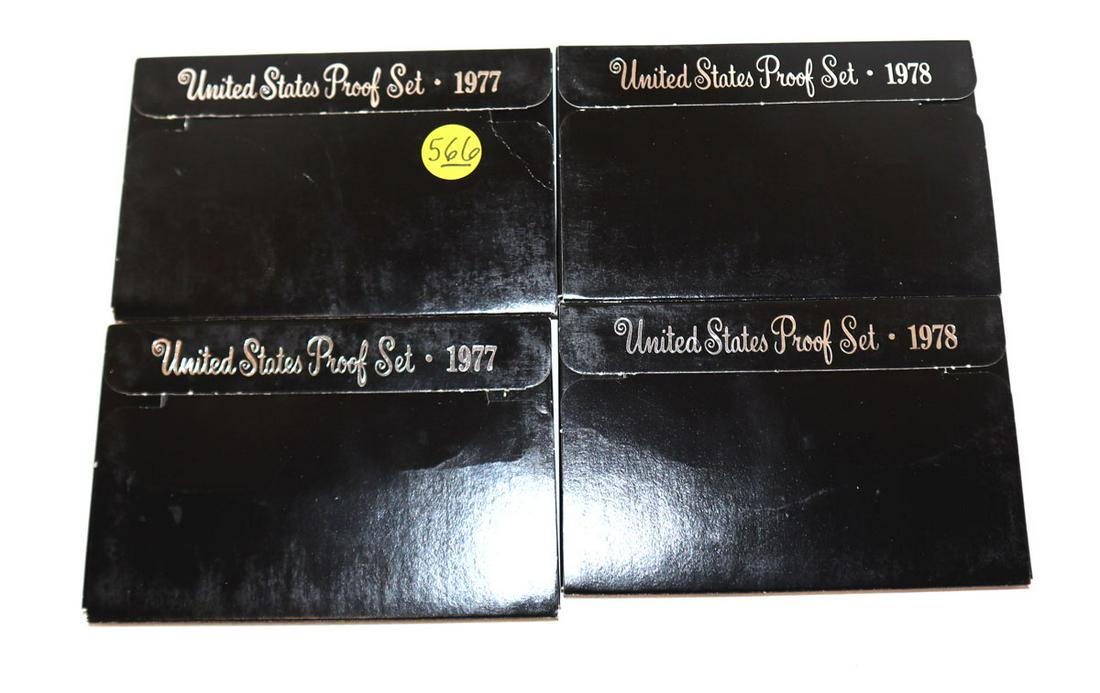 United States Proof Set • 1977
United States Proof Set • 1978
566
United States Proof Set • 1977
United States Proof Set • 1978